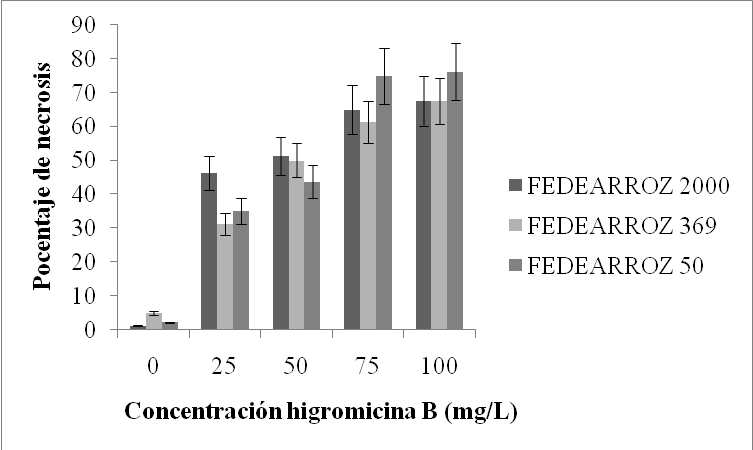 90
80
70
60
50
40
30
20
10
0
Pocentaje de necrosis
0 25 50 75 100
Concentración higromicina B (mg/L)
FEDEARROZ 2000
FEDEARROZ 369
FEDEARROZ 50